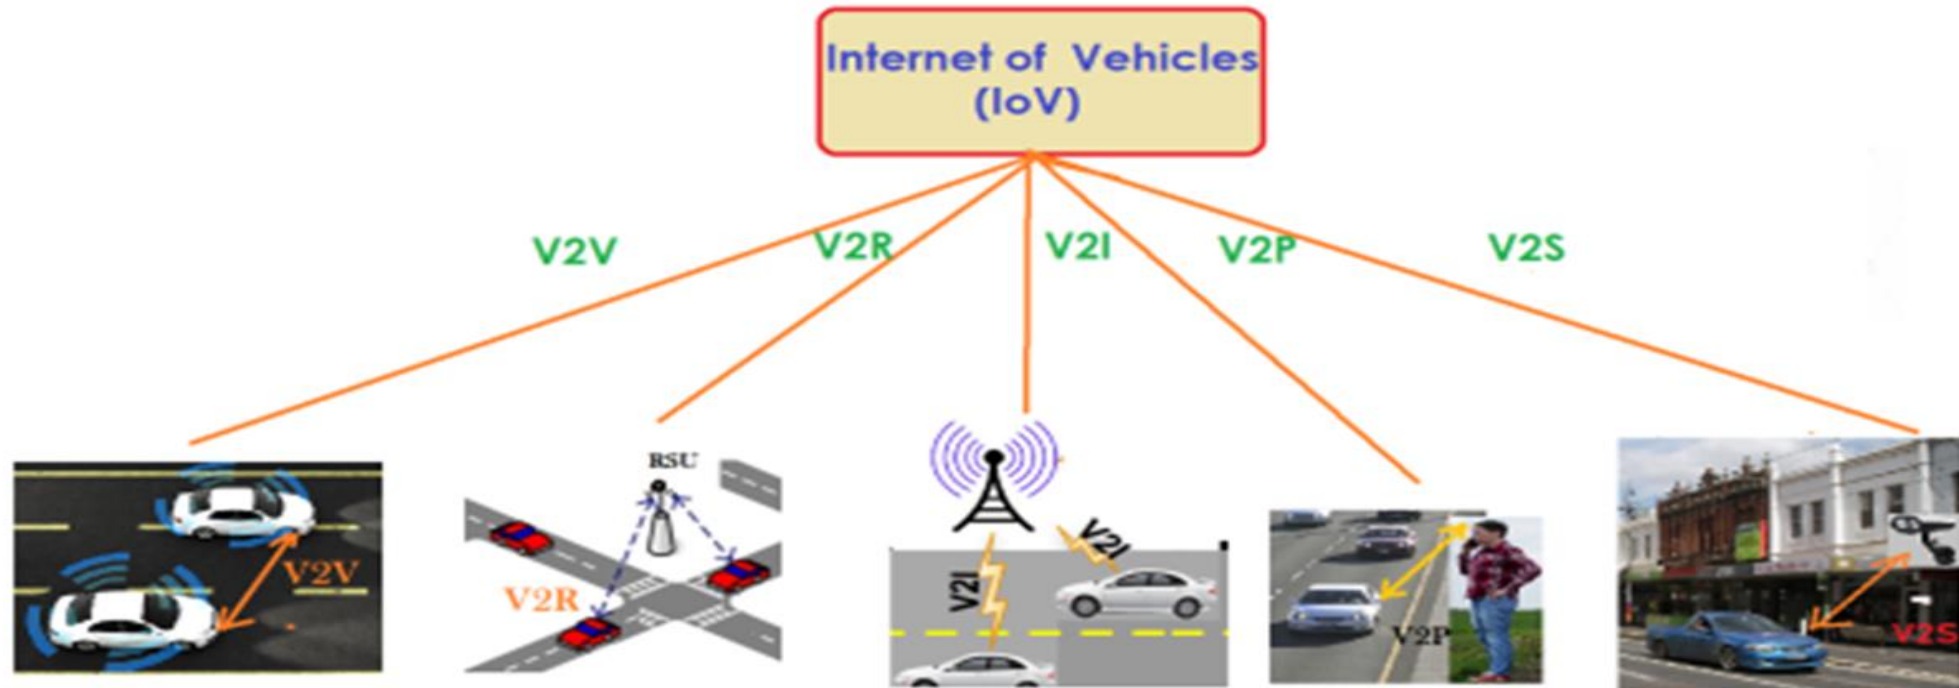 Internet of Vehicles
(IoV)
V2V
V2R
V2I
V2P
V2S
V2V
RSU
V2R
V2I
V2I
V2P
V2S